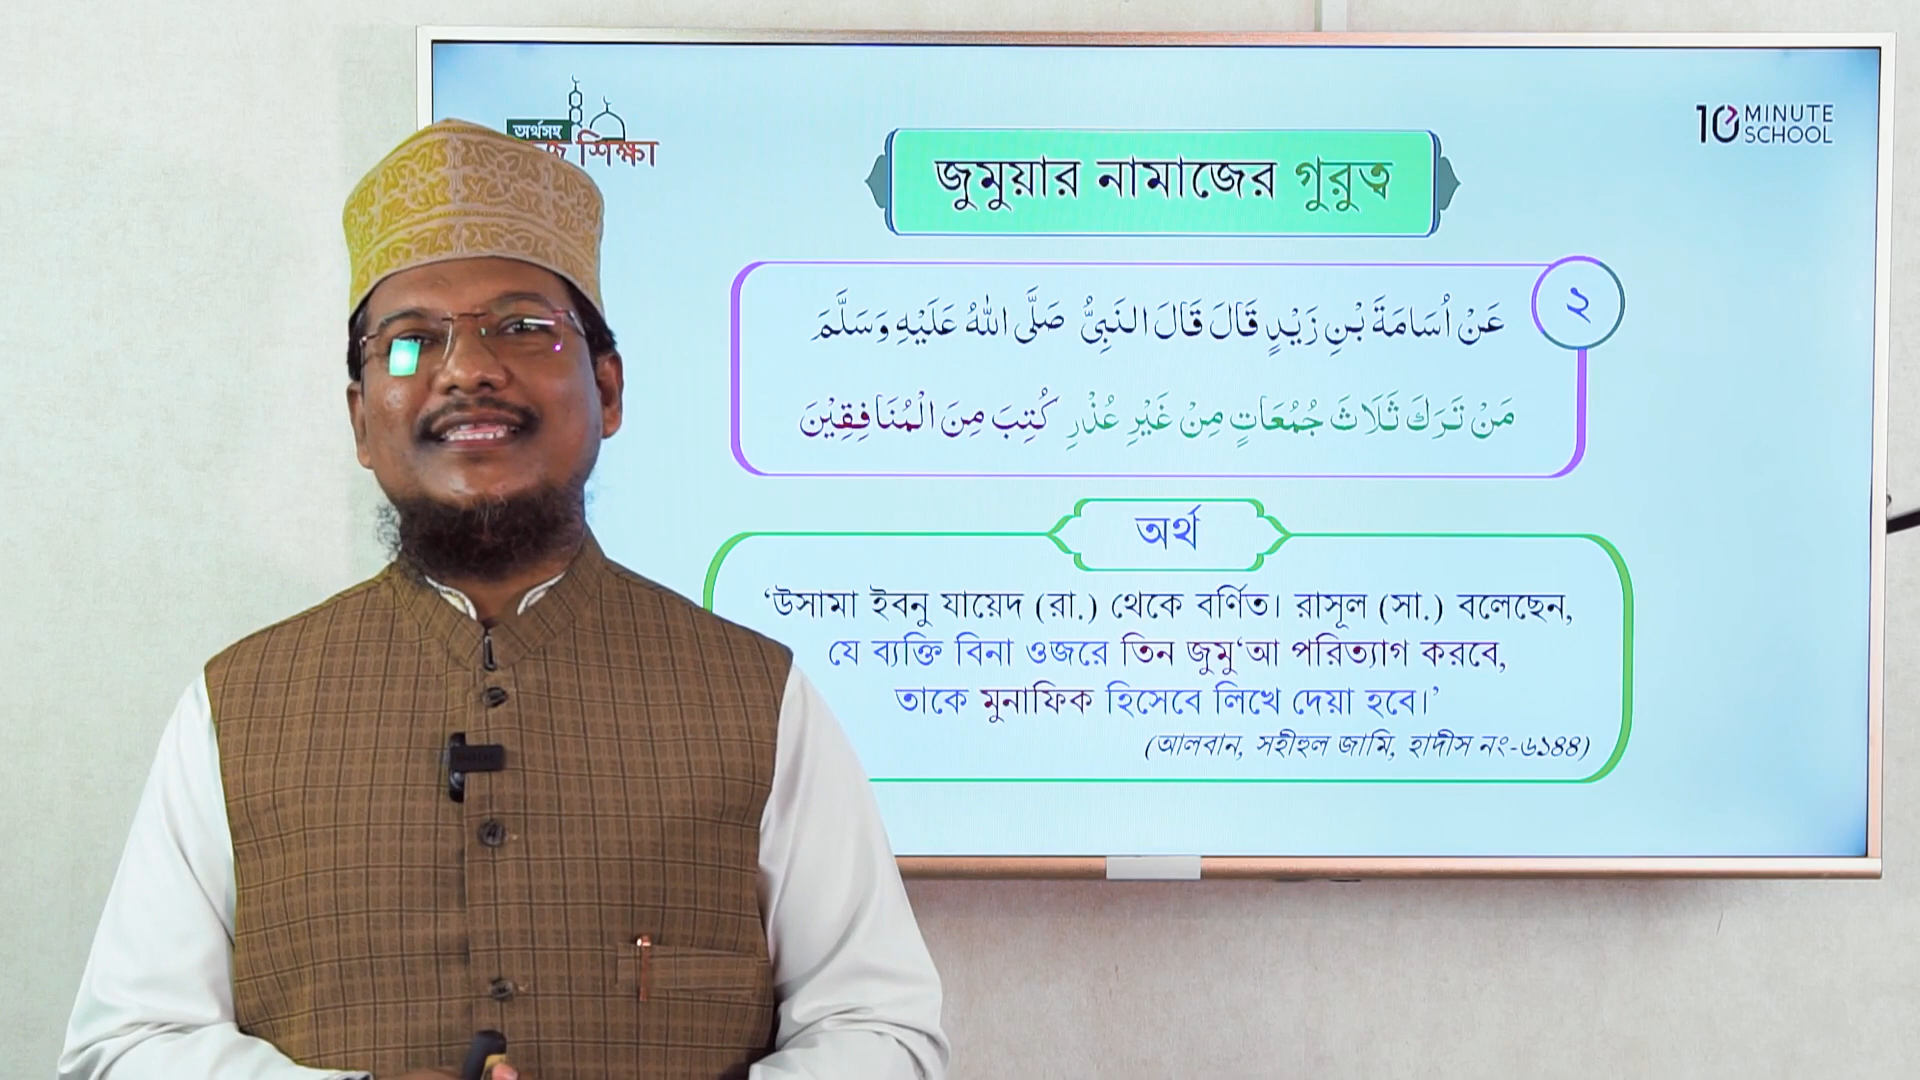 অর্থসহ
শিক্ষা
10 MINUTE
SCHOOL
জুমুয়ার নামাজের গুরুত্ব
২
عَنْ اُسَامَةَ بْنِ زَيْدٍ قَالَ قَالَ النَبِىُّ صَلَّى اللهُ عَلَيْهِ وَسَلَّمَ
مَنْ تَرَكَ ثَلَاثَ جُمُعَاتٍ مِنْ غَيْرِ عُذْرِ كُتِبَ مِنَ الْمُنَافِقِيْنَ
অর্থ
‘উসামা ইবনু যায়েদ (রা.) থেকে বর্ণিত। রাসূল (সা.) বলেছেন,
যে ব্যক্তি বিনা ওজরে তিন জুমু‘আ পরিত্যাগ করবে,
তাকে মুনাফিক হিসেবে লিখে দেয়া হবে।’
(আলবান, সহীহুল জামি, হাদীস নং-৬১৪৪)